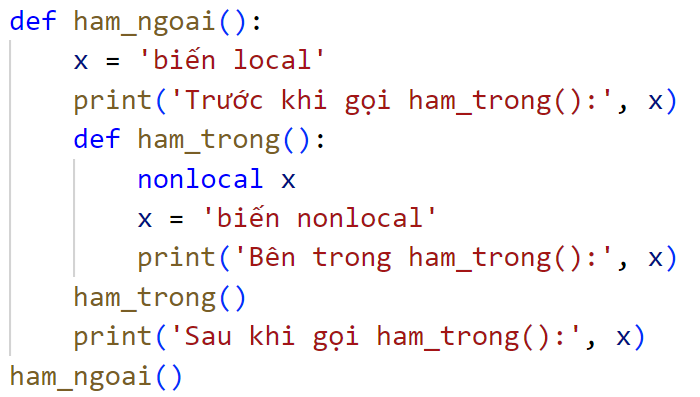 def ham_ngoai():
    x = 'biến local'
    print('Trước khi gọi ham_trong():', x)
    def ham_trong():
        nonlocal x
        x = 'biến nonlocal'
        print('Bên trong ham_trong():', x)
    ham_trong()
    print('Sau khi gọi ham_trong():', x)
ham_ngoai()